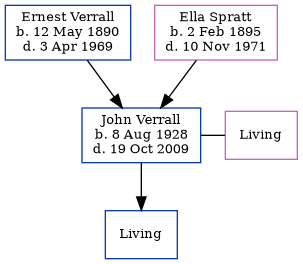 Ernest Verrall
b. 12 May 1890
d. 3 Apr 1969
Ella Spratt
b. 2 Feb 1895
d. 10 Nov 1971
John Verrall
b. 8 Aug 1928
d. 19 Oct 2009
Living
Living